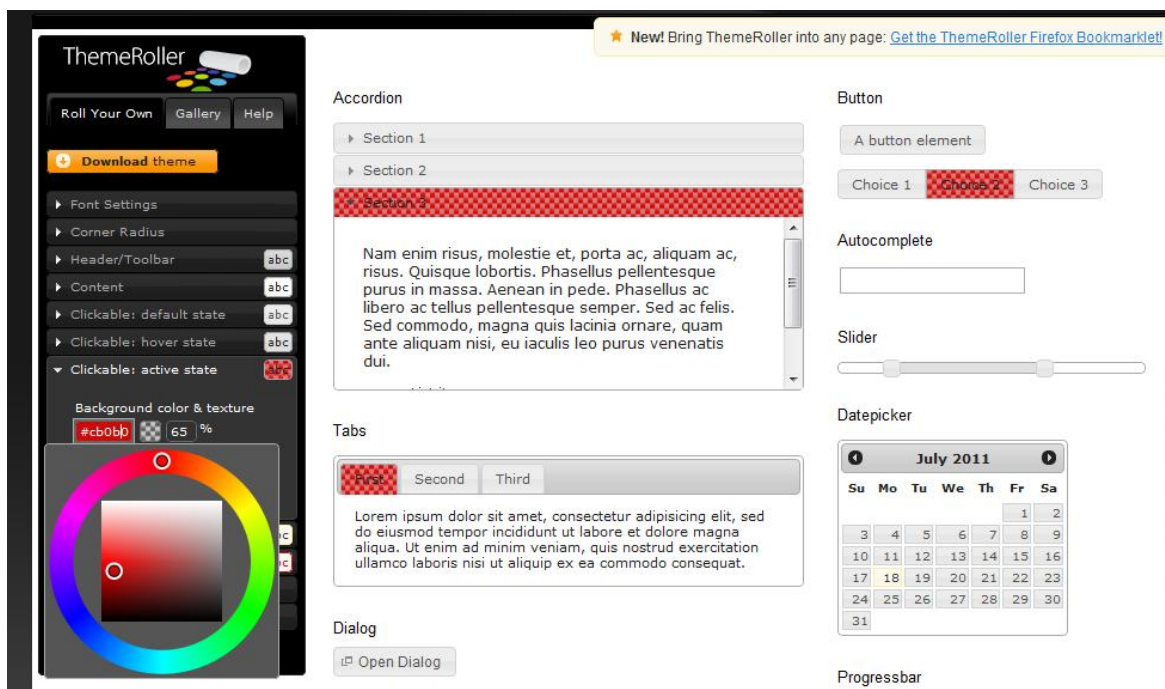 New! Bring ThemeRoller into any page: Get the ThemeRoller Firefox Bookmarklet!
ThemeRoller
Roll Your Own
Gallery
Help
Download theme
Font Settings
Corner Radius
Header/Toolbar abc
Content abc
Clickable: default state abc
Clickable: hover state abc
Clickable: active state abc
Background color & texture
#cb0b0 65 %
Accordion
Section 1
Section 2
Section 3
Nam enim risus, molestie et, porta ac, aliquam ac,
risus. Quisque lobortis. Phasellus pellentesque
purus in massa. Aenean in pede. Phasellus ac
libero ac tellus pellentesque semper. Sed ac felis.
Sed commodo, magna quis lacinia ornare, quam
ante aliquam nisi, eu iaculis leo purus venenatis
dui.
Tabs
First Second Third
Lorem ipsum dolor sit amet, consectetur adipisicing elit, sed
do eiusmod tempor incididunt ut labore et dolore magna
aliqua. Ut enim ad minim veniam, quis nostrud exercitation
ullamco laboris nisi ut aliquip ex ea commodo consequat.
Dialog
Open Dialog
Button
A button element
Choice 1 Choice 2 Choice 3
Autocomplete
Slider
Datepicker
July 2011
Su Mo Tu We Th Fr Sa
1 2
3 4 5 6 7 8 9
10 11 12 13 14 15 16
17 18 19 20 21 22 23
24 25 26 27 28 29 30
31
Progressbar